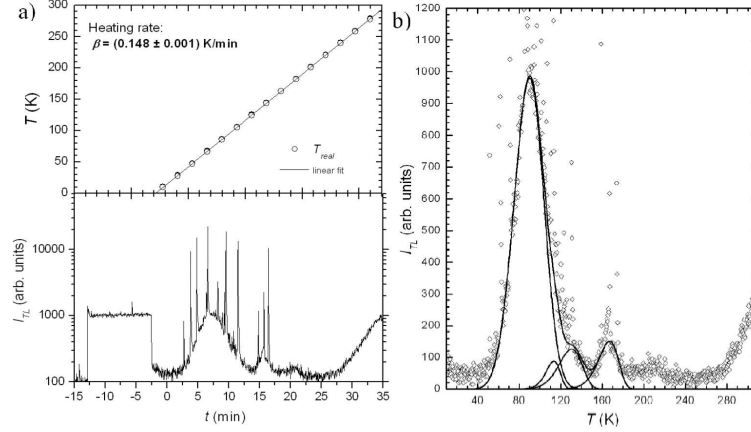 a)
Heating rate:
β = (0.148 ± 0.001) K/min
T (K)
300
250
200
150
100
50
0
T_real
linear fit
I_TL (arb. units)
10000
1000
100
-15 -10 -5 0 5 10 15 20 25 30 35
t (min)
b)
I_TL (arb. units)
1200
1100
1000
900
800
700
600
500
400
300
200
100
0
40 80 120 160 200 240 280
T (K)